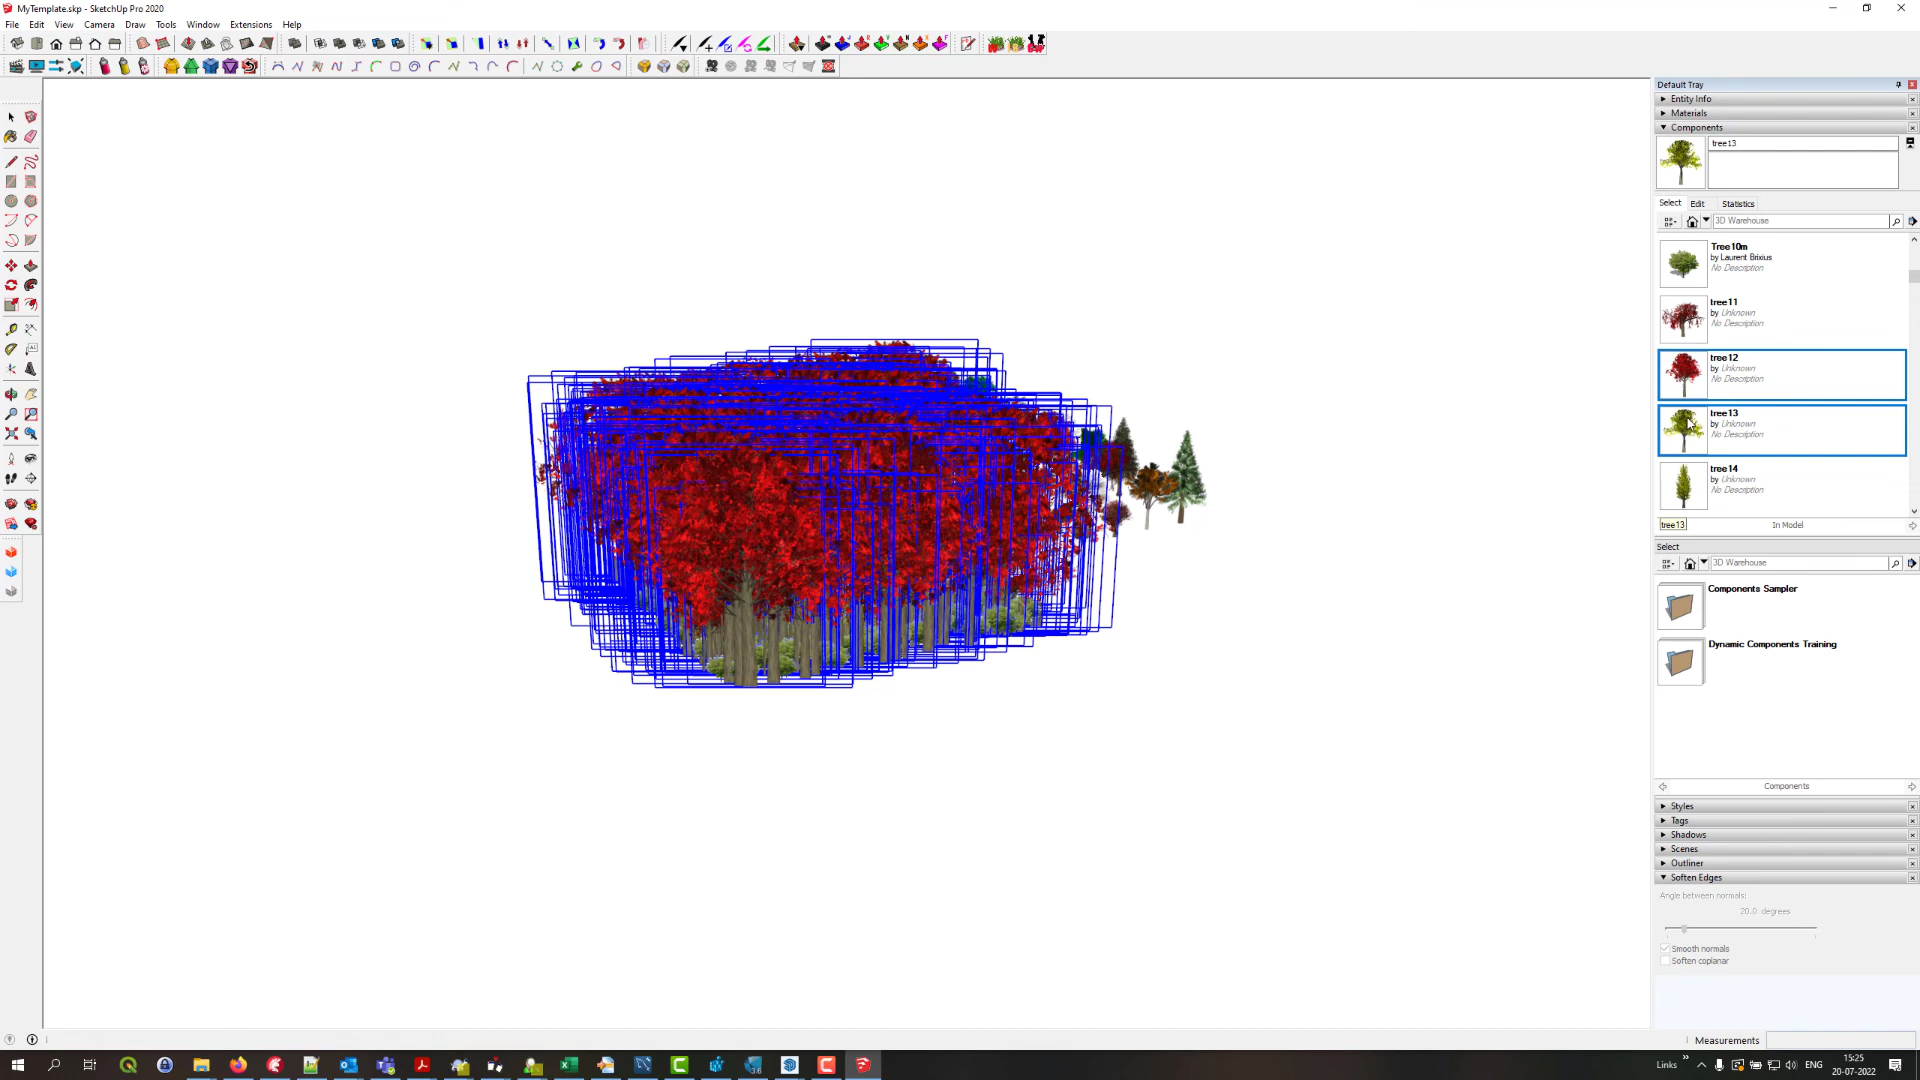 MyTemplate.skp - SketchUp Pro 2020
File Edit View Camera Draw Tools Window Extensions Help
Default Tray
Entity Info
Materials
Components
tree13
Select Edit Statistics
3D Warehouse
Tree10m
by Laurent Brixius
No Description
tree11
by Unknown
No Description
tree12
by Unknown
No Description
tree13
by Unknown
No Description
tree14
by Unknown
No Description
tree13
In Model
Select
3D Warehouse
Components Sampler
Dynamic Components Training
Components
Styles
Tags
Shadows
Scenes
Outliner
Soften Edges
Angle between normals:
20.0 degrees
Smooth normals
Soften coplanar
Measurements
Links
ENG
15:25
20-07-2022